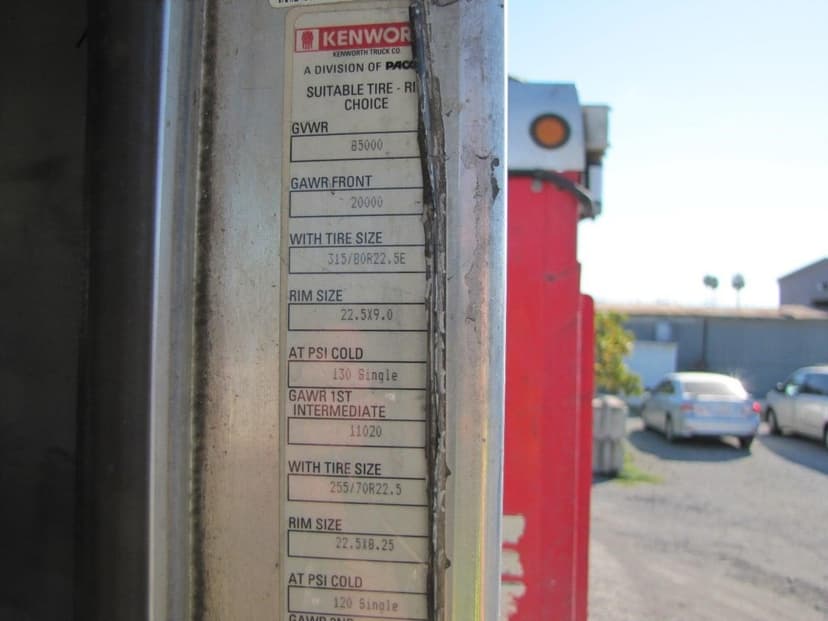 KENWOR
KENWORTH TRUCK CO.
A DIVISION OF PACC
SUITABLE TIRE - RI
CHOICE
GVWR
85000
GAWR FRONT
20000
WITH TIRE SIZE
315/80R22.5E
RIM SIZE
22.5X9.0
AT PSI COLD
130 Single
GAWR 1ST
INTERMEDIATE
11020
WITH TIRE SIZE
255/70R22.5
RIM SIZE
22.5X8.25
AT PSI COLD
120 Single
GAWR 2ND